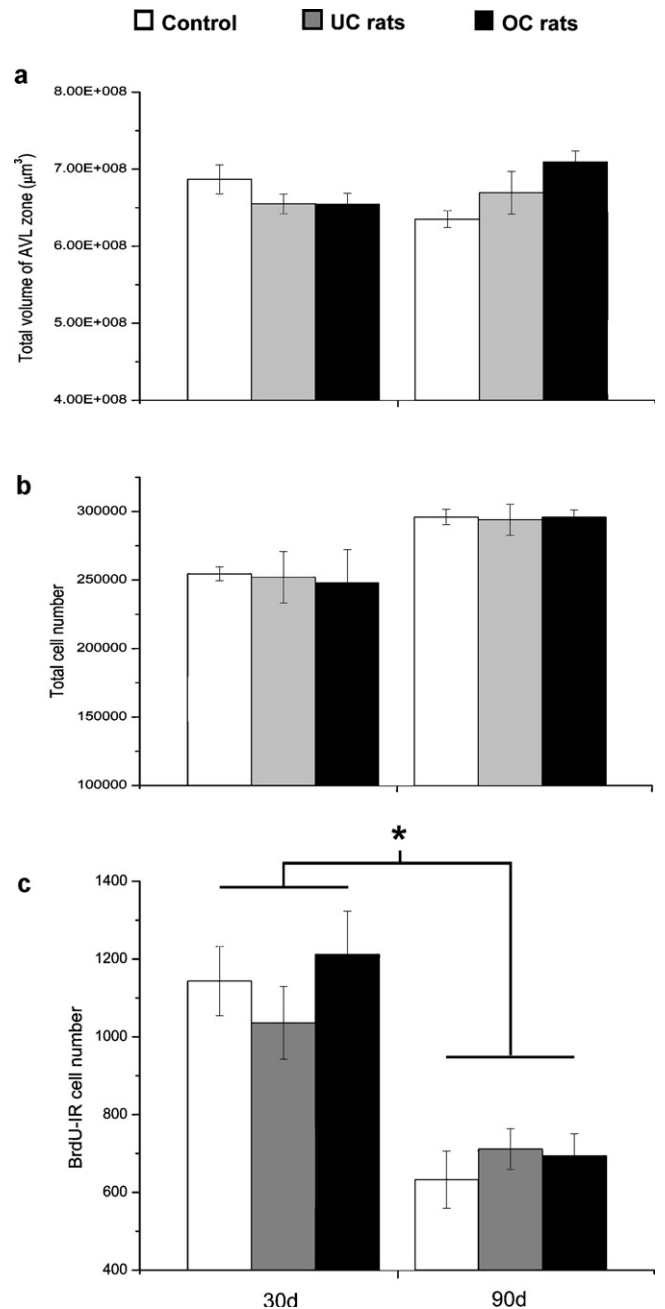 Control UC rats OC rats
a
Total volume of AVL zone (µm³)
8.00E+008
7.00E+008
6.00E+008
5.00E+008
4.00E+008
b
Total cell number
300000
250000
200000
150000
100000
*
c
BrdU-IR cell number
1400
1200
1000
800
600
400
30d 90d